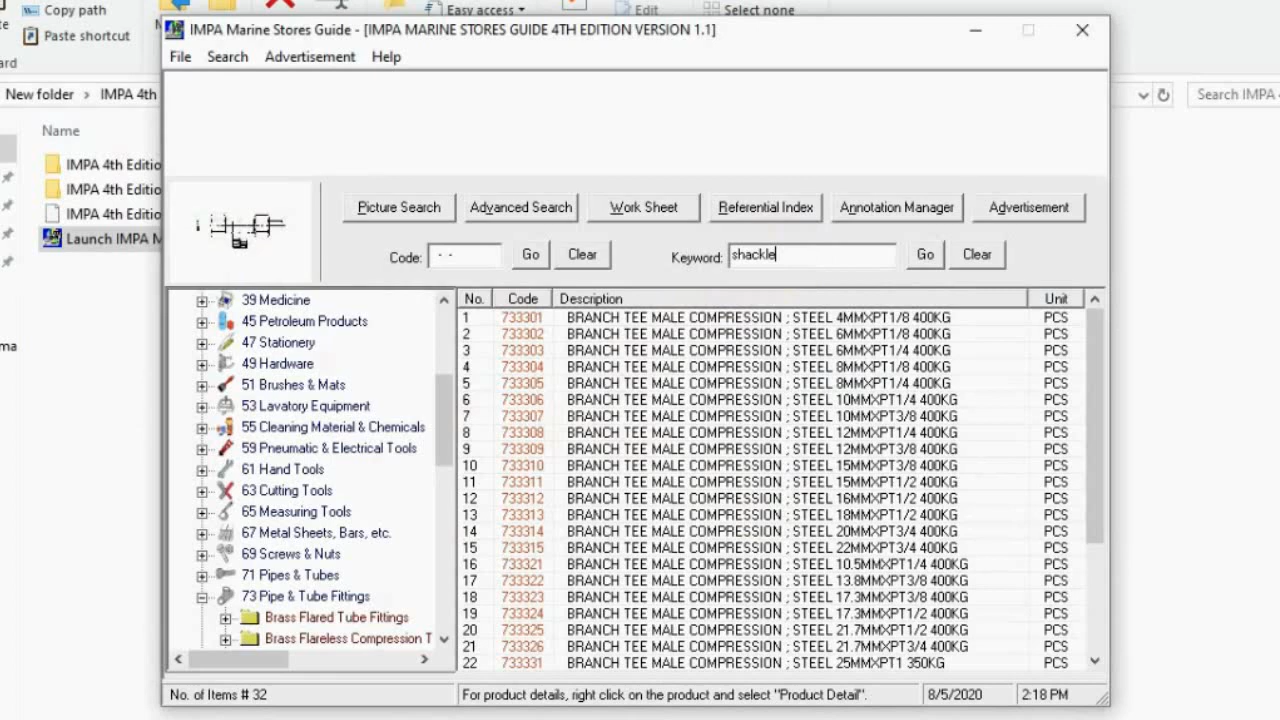 Copy path
Easy access
Edit
Select none
Paste shortcut
IMPA Marine Stores Guide - [IMPA MARINE STORES GUIDE 4TH EDITION VERSION 1.1]
File Search Advertisement Help
New folder > IMPA 4th
Search IMPA
Name
IMPA 4th Editio
IMPA 4th Editio
IMPA 4th Editio
Launch IMPA M
Picture Search Advanced Search Work Sheet Referential Index Annotation Manager Advertisement
Code: - - Go Clear Keyword: shackle Go Clear
39 Medicine
45 Petroleum Products
47 Stationery
49 Hardware
51 Brushes & Mats
53 Lavatory Equipment
55 Cleaning Material & Chemicals
59 Pneumatic & Electrical Tools
61 Hand Tools
63 Cutting Tools
65 Measuring Tools
67 Metal Sheets, Bars, etc.
69 Screws & Nuts
71 Pipes & Tubes
73 Pipe & Tube Fittings
Brass Flared Tube Fittings
Brass Flareless Compression T
No. Code Description Unit
1 733301 BRANCH TEE MALE COMPRESSION ; STEEL 4MMXPT1/8 400KG PCS
2 733302 BRANCH TEE MALE COMPRESSION ; STEEL 6MMXPT1/8 400KG PCS
3 733303 BRANCH TEE MALE COMPRESSION ; STEEL 6MMXPT1/4 400KG PCS
4 733304 BRANCH TEE MALE COMPRESSION ; STEEL 8MMXPT1/8 400KG PCS
5 733305 BRANCH TEE MALE COMPRESSION ; STEEL 8MMXPT1/4 400KG PCS
6 733306 BRANCH TEE MALE COMPRESSION ; STEEL 10MMXPT1/4 400KG PCS
7 733307 BRANCH TEE MALE COMPRESSION ; STEEL 10MMXPT3/8 400KG PCS
8 733308 BRANCH TEE MALE COMPRESSION ; STEEL 12MMXPT1/4 400KG PCS
9 733309 BRANCH TEE MALE COMPRESSION ; STEEL 12MMXPT3/8 400KG PCS
10 733310 BRANCH TEE MALE COMPRESSION ; STEEL 15MMXPT3/8 400KG PCS
11 733311 BRANCH TEE MALE COMPRESSION ; STEEL 15MMXPT1/2 400KG PCS
12 733312 BRANCH TEE MALE COMPRESSION ; STEEL 16MMXPT1/2 400KG PCS
13 733313 BRANCH TEE MALE COMPRESSION ; STEEL 18MMXPT1/2 400KG PCS
14 733314 BRANCH TEE MALE COMPRESSION ; STEEL 20MMXPT3/4 400KG PCS
15 733315 BRANCH TEE MALE COMPRESSION ; STEEL 22MMXPT3/4 400KG PCS
16 733321 BRANCH TEE MALE COMPRESSION ; STEEL 10.5MMXPT1/4 400KG PCS
17 733322 BRANCH TEE MALE COMPRESSION ; STEEL 13.8MMXPT3/8 400KG PCS
18 733323 BRANCH TEE MALE COMPRESSION ; STEEL 17.3MMXPT3/8 400KG PCS
19 733324 BRANCH TEE MALE COMPRESSION ; STEEL 17.3MMXPT1/2 400KG PCS
20 733325 BRANCH TEE MALE COMPRESSION ; STEEL 21.7MMXPT1/2 400KG PCS
21 733326 BRANCH TEE MALE COMPRESSION ; STEEL 21.7MMXPT3/4 400KG PCS
22 733331 BRANCH TEE MALE COMPRESSION ; STEEL 25MMXPT1 350KG PCS
No. of Items # 32 For product details, right click on the product and select "Product Detail". 8/5/2020 2:18 PM